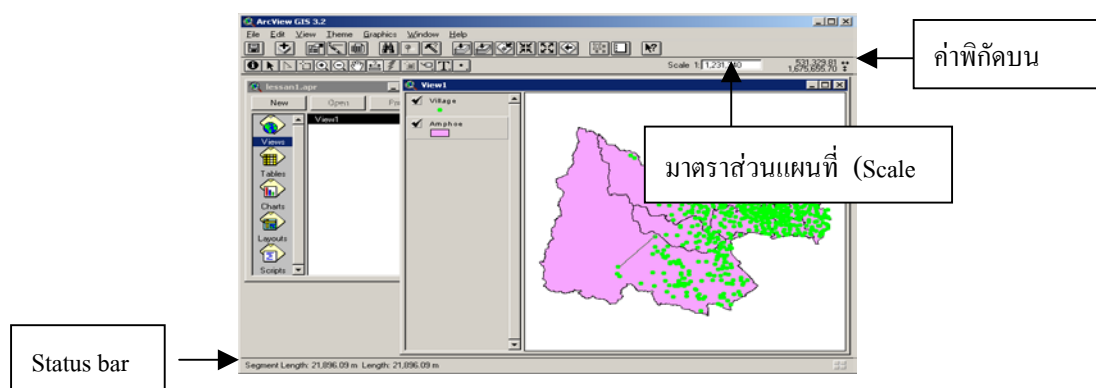 ArcView GIS 3.2
File Edit View Theme Graphics Window Help
Scale 1:
531,329.81
1,675,695.70
ค่าพิกัดบน
lessan1.apr
View1
New Open
View1
Village
Amphoe
Views
Tables
Charts
Layouts
Scripts
มาตราส่วนแผนที่ (Scale
Status bar
Segment Length: 21,896.09 m Length: 21,896.09 m